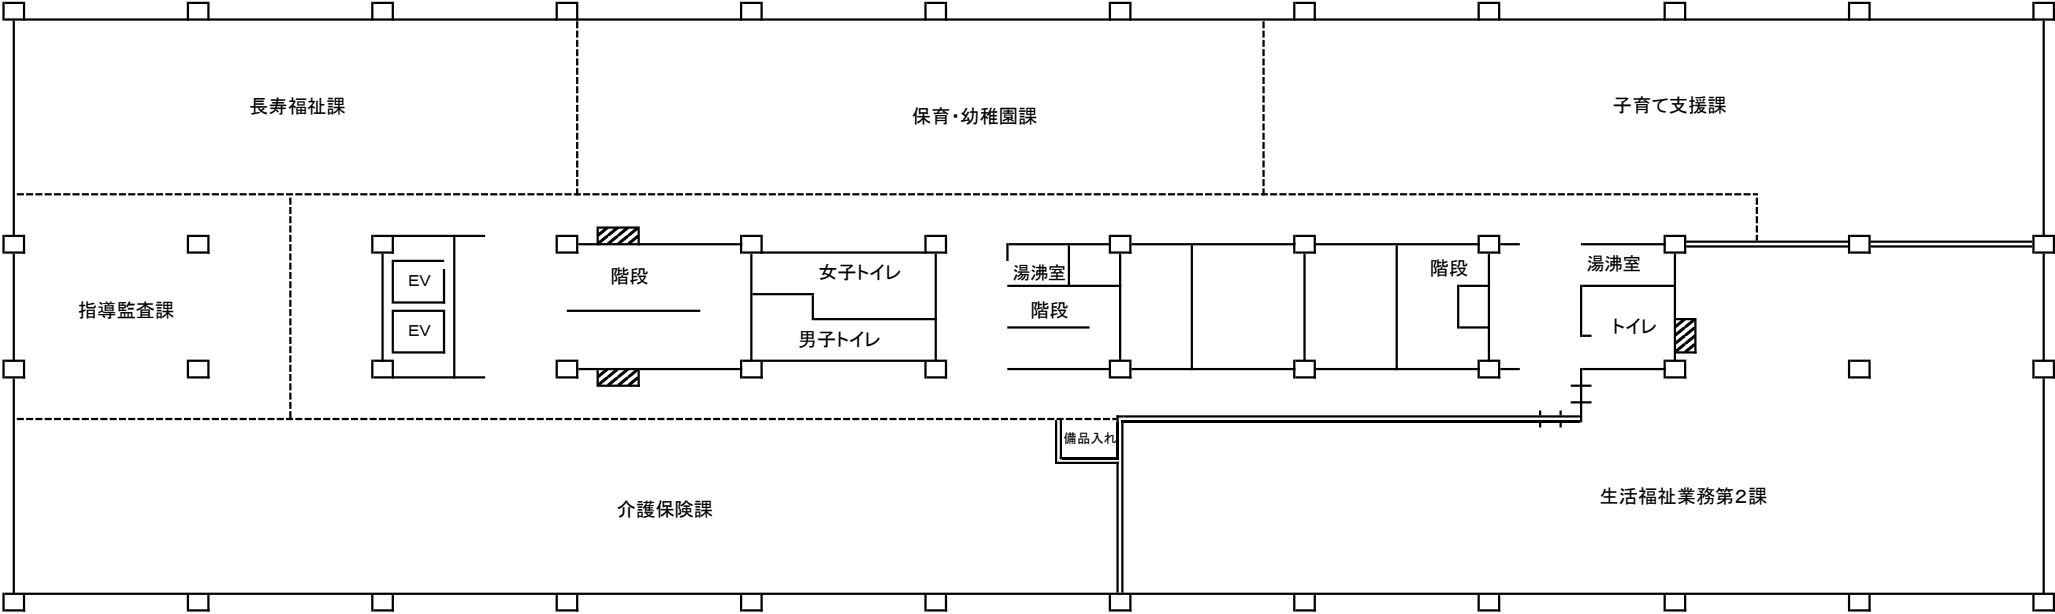 長寿福祉課
保育・幼稚園課
子育て支援課
指導監査課
EV
EV
階段
女子トイレ
男子トイレ
湯沸室
階段
階段
湯沸室
トイレ
備品入れ
介護保険課
生活福祉業務第2課